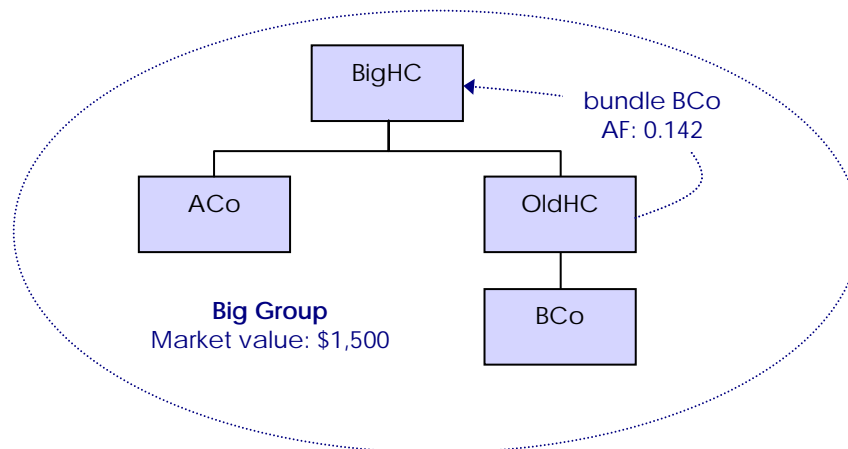 BigHC
bundle BCo
AF: 0.142
ACo
OldHC
Big Group
Market value: $1,500
BCo